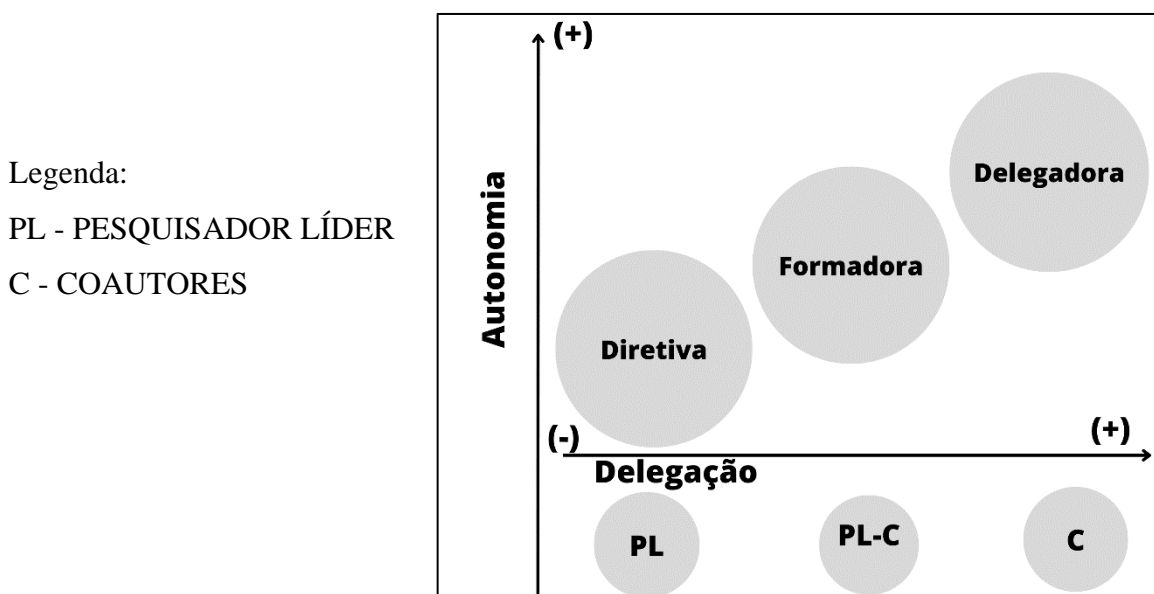 Legenda:
PL - PESQUISADOR LÍDER
C - COAUTORES
(+)
Autonomia
Delegadora
Formadora
Diretiva
(-)
(+)
Delegação
PL
PL-C
C